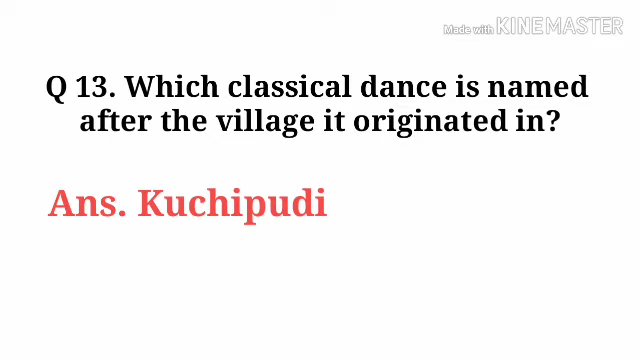 Made with KINEMASTER
Q 13. Which classical dance is named
after the village it originated in?
Ans. Kuchipudi